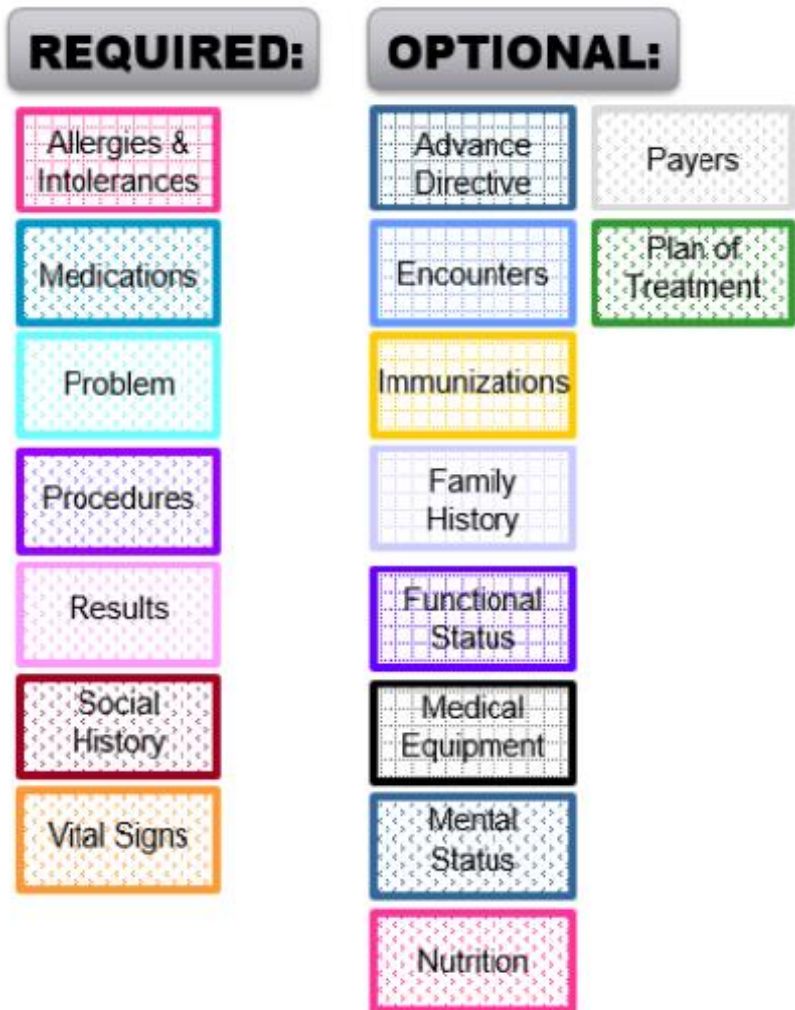 REQUIRED:
Allergies &
Intolerances
Medications
Problem
Procedures
Results
Social
History
Vital Signs
OPTIONAL:
Advance
Directive
Encounters
Immunizations
Family
History
Functional
Status
Medical
Equipment
Mental
Status
Nutrition
Payers
Plan of
Treatment